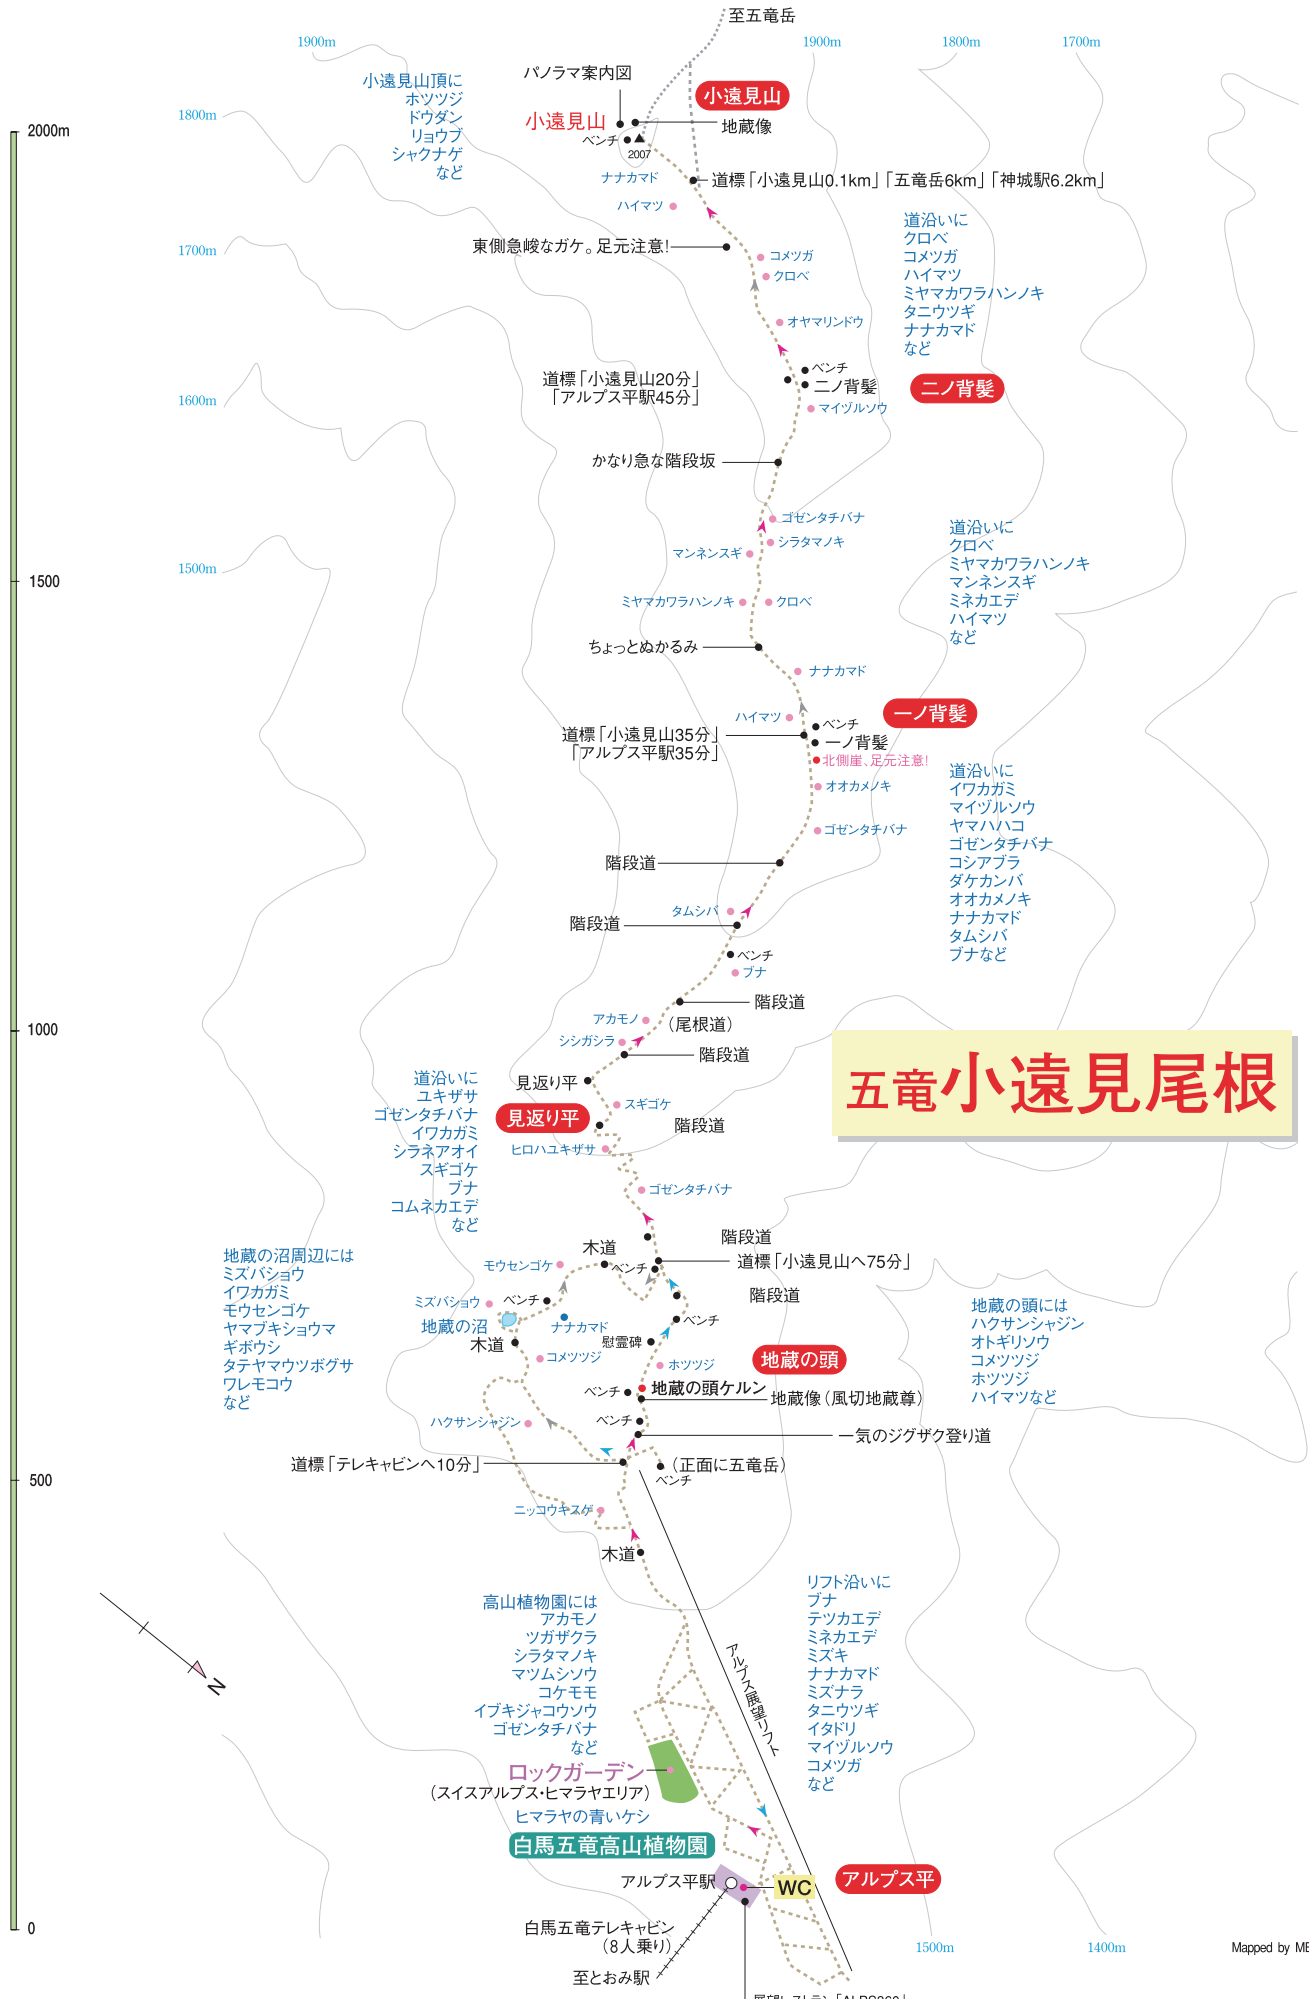 至五竜岳
1900m
1900m
1800m
1700m
パノラマ案内図
小遠見山
小遠見山頂に
ホツツジ
ドウダン
リョウブ
シャクナゲ
など
1800m
2000m
小遠見山
地蔵像
ベンチ
2007
ナナカマド
道標「小遠見山0.1km」「五竜岳6km」「神城駅6.2km」
ハイマツ
1700m
東側急峻なガケ。足元注意!
道沿いに
クロベ
コメツガ
ハイマツ
ミヤマカワラハンノキ
タニウツギ
ナナカマド
など
コメツガ
クロベ
オヤマリンドウ
道標「小遠見山20分」
「アルプス平駅45分」
ベンチ
二ノ背髪
二ノ背髪
マイヅルソウ
1600m
かなり急な階段坂
ゴゼンタチバナ
シラタマノキ
マンネンスギ
道沿いに
クロベ
ミヤマカワラハンノキ
マンネンスギ
ミネカエデ
ハイマツ
など
1500m
1500
ミヤマカワラハンノキ
クロベ
ちょっとぬかるみ
ナナカマド
ハイマツ
一ノ背髪
道標「小遠見山35分」
「アルプス平駅35分」
ベンチ
一ノ背髪
北側崖、足元注意!
オオカメノキ
ゴゼンタチバナ
道沿いに
イワカガミ
マイヅルソウ
ヤマハハコ
ゴゼンタチバナ
コシアブラ
ダケカンバ
オオカメノキ
ナナカマド
タムシバ
ブナなど
階段道
タムシバ
階段道
ベンチ
ブナ
階段道
1000
アカモノ
(尾根道)
シシガシラ
階段道
五竜小遠見尾根
見返り平
見返り平
スギゴケ
階段道
ヒロハユキザサ
道沿いに
ユキザサ
ゴゼンタチバナ
イワカガミ
シラネアオイ
スギゴケ
ブナ
コムネカエデ
など
ゴゼンタチバナ
階段道
木道
モウセンゴケ
ベンチ
道標「小遠見山へ75分」
地蔵の沼周辺には
ミズバショウ
イワカガミ
モウセンゴケ
ヤマブキショウマ
ギボウシ
タテヤマウツボグサ
ワレモコウ
など
ミズバショウ
ベンチ
階段道
地蔵の沼
ナナカマド
ベンチ
木道
慰霊碑
コメツツジ
ホツツジ
地蔵の頭
地蔵の頭には
ハクサンシャジン
オトギリソウ
コメツツジ
ホツツジ
ハイマツなど
ベンチ
地蔵の頭ケルン
地蔵像(風切地蔵尊)
ハクサンシャジン
ベンチ
一気のジグザク登り道
道標「テレキャビンへ10分」
(正面に五竜岳)
ベンチ
500
ニッコウキスゲ
木道
高山植物園には
アカモノ
ツガザクラ
シラタマノキ
マツムシソウ
コケモモ
イブキジャコウソウ
ゴゼンタチバナ
など
アルプス展望リフト
リフト沿いに
ブナ
テツカエデ
ミネカエデ
ミズキ
ナナカマド
ミズナラ
タニウツギ
イタドリ
マイヅルソウ
コメツガ
など
N
ロックガーデン
(スイスアルプス・ヒマラヤエリア)
ヒマラヤの青いケシ
白馬五竜高山植物園
アルプス平駅
WC
アルプス平
0
白馬五竜テレキャビン
(8人乗り)
至とおみ駅
1500m
1400m
Mapped by